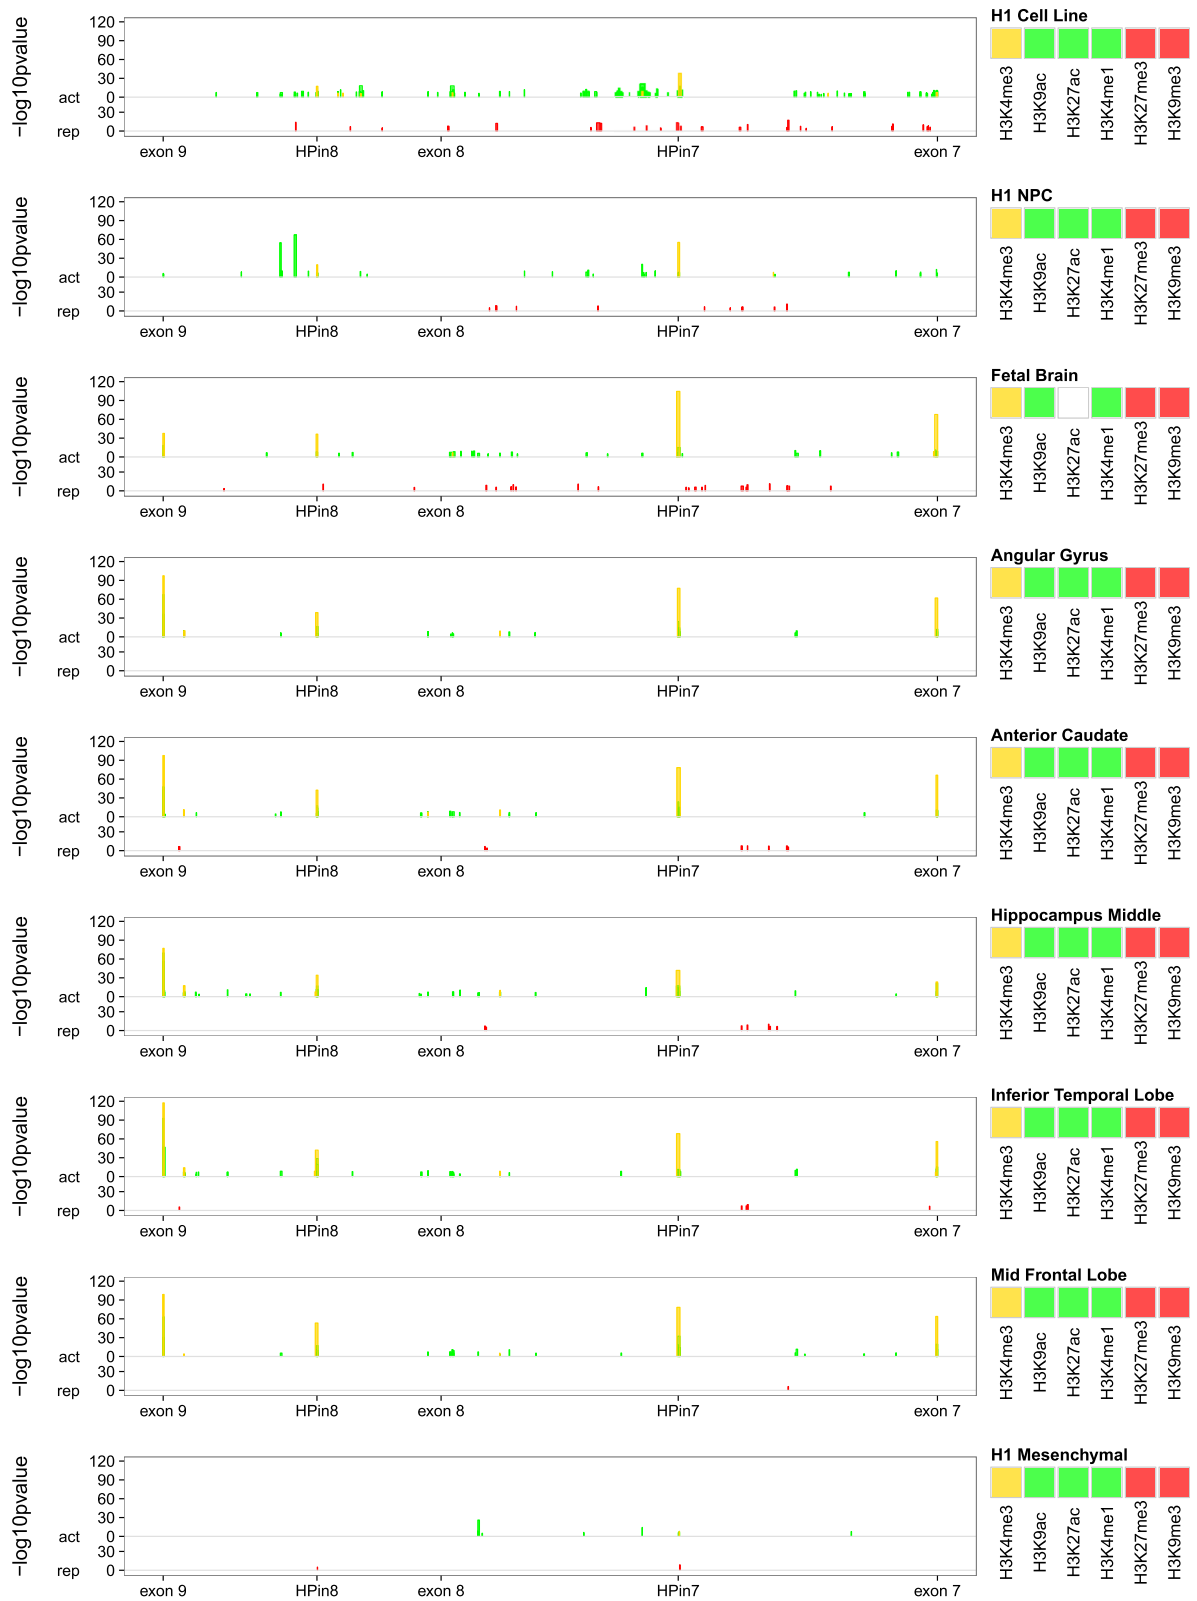 H1 Cell Line
−log10pvalue
120
90
60
30
act 0
30
rep 0
exon 9 HPin8 exon 8 HPin7 exon 7
H3K4me3 H3K9ac H3K27ac H3K4me1 H3K27me3 H3K9me3
H1 NPC
−log10pvalue
120
90
60
30
act 0
30
rep 0
exon 9 HPin8 exon 8 HPin7 exon 7
H3K4me3 H3K9ac H3K27ac H3K4me1 H3K27me3 H3K9me3
Fetal Brain
−log10pvalue
120
90
60
30
act 0
30
rep 0
exon 9 HPin8 exon 8 HPin7 exon 7
H3K4me3 H3K9ac H3K27ac H3K4me1 H3K27me3 H3K9me3
Angular Gyrus
−log10pvalue
120
90
60
30
act 0
30
rep 0
exon 9 HPin8 exon 8 HPin7 exon 7
H3K4me3 H3K9ac H3K27ac H3K4me1 H3K27me3 H3K9me3
Anterior Caudate
−log10pvalue
120
90
60
30
act 0
30
rep 0
exon 9 HPin8 exon 8 HPin7 exon 7
H3K4me3 H3K9ac H3K27ac H3K4me1 H3K27me3 H3K9me3
Hippocampus Middle
−log10pvalue
120
90
60
30
act 0
30
rep 0
exon 9 HPin8 exon 8 HPin7 exon 7
H3K4me3 H3K9ac H3K27ac H3K4me1 H3K27me3 H3K9me3
Inferior Temporal Lobe
−log10pvalue
120
90
60
30
act 0
30
rep 0
exon 9 HPin8 exon 8 HPin7 exon 7
H3K4me3 H3K9ac H3K27ac H3K4me1 H3K27me3 H3K9me3
Mid Frontal Lobe
−log10pvalue
120
90
60
30
act 0
30
rep 0
exon 9 HPin8 exon 8 HPin7 exon 7
H3K4me3 H3K9ac H3K27ac H3K4me1 H3K27me3 H3K9me3
H1 Mesenchymal
−log10pvalue
120
90
60
30
act 0
30
rep 0
exon 9 HPin8 exon 8 HPin7 exon 7
H3K4me3 H3K9ac H3K27ac H3K4me1 H3K27me3 H3K9me3